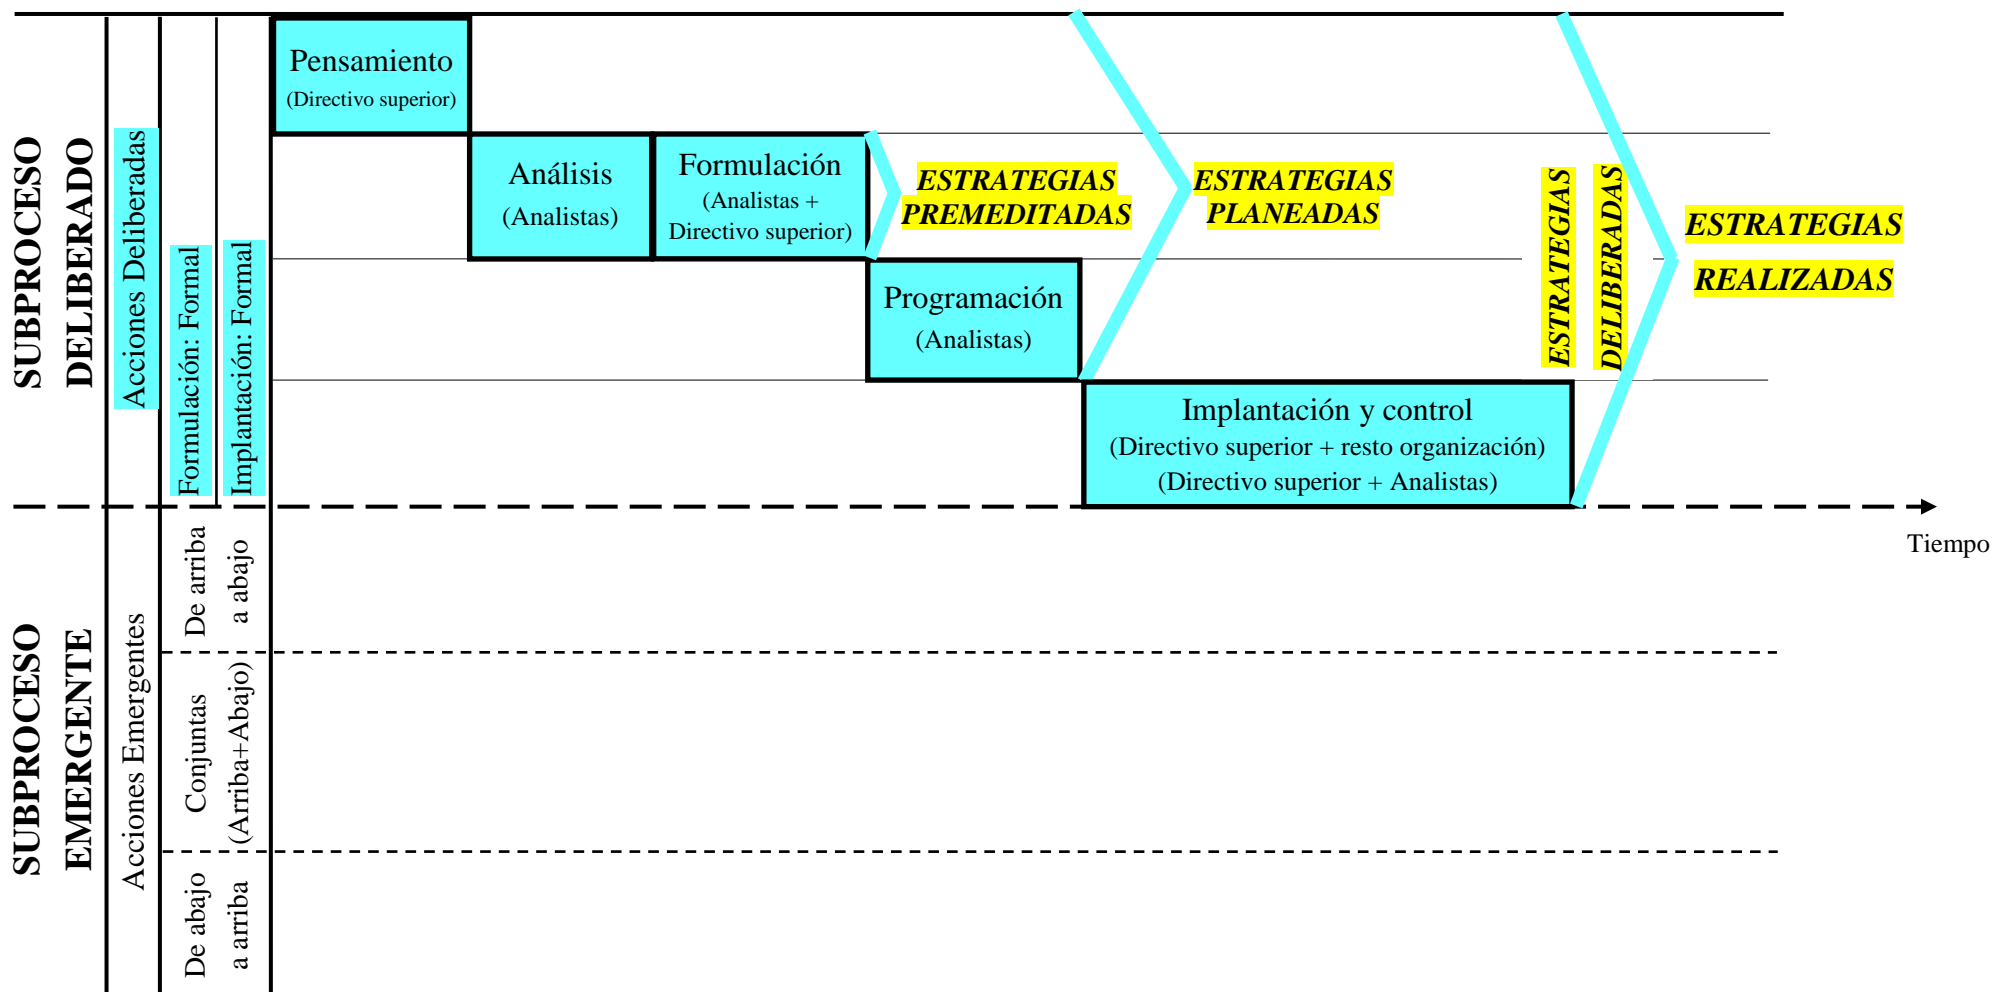 SUBPROCESO
DELIBERADO
Acciones Deliberadas
Formulación: Formal
Implantación: Formal
Pensamiento
(Directivo superior)
Análisis
(Analistas)
Formulación
(Analistas +
Directivo superior)
ESTRATEGIAS
PREMEDITADAS
Programación
(Analistas)
ESTRATEGIAS
PLANEADAS
Implantación y control
(Directivo superior + resto organización)
(Directivo superior + Analistas)
ESTRATEGIAS
DELIBERADAS
ESTRATEGIAS
REALIZADAS
Tiempo
SUBPROCESO
EMERGENTE
Acciones Emergentes
De arriba
a abajo
Conjuntas
(Arriba+Abajo)
De abajo
a arriba